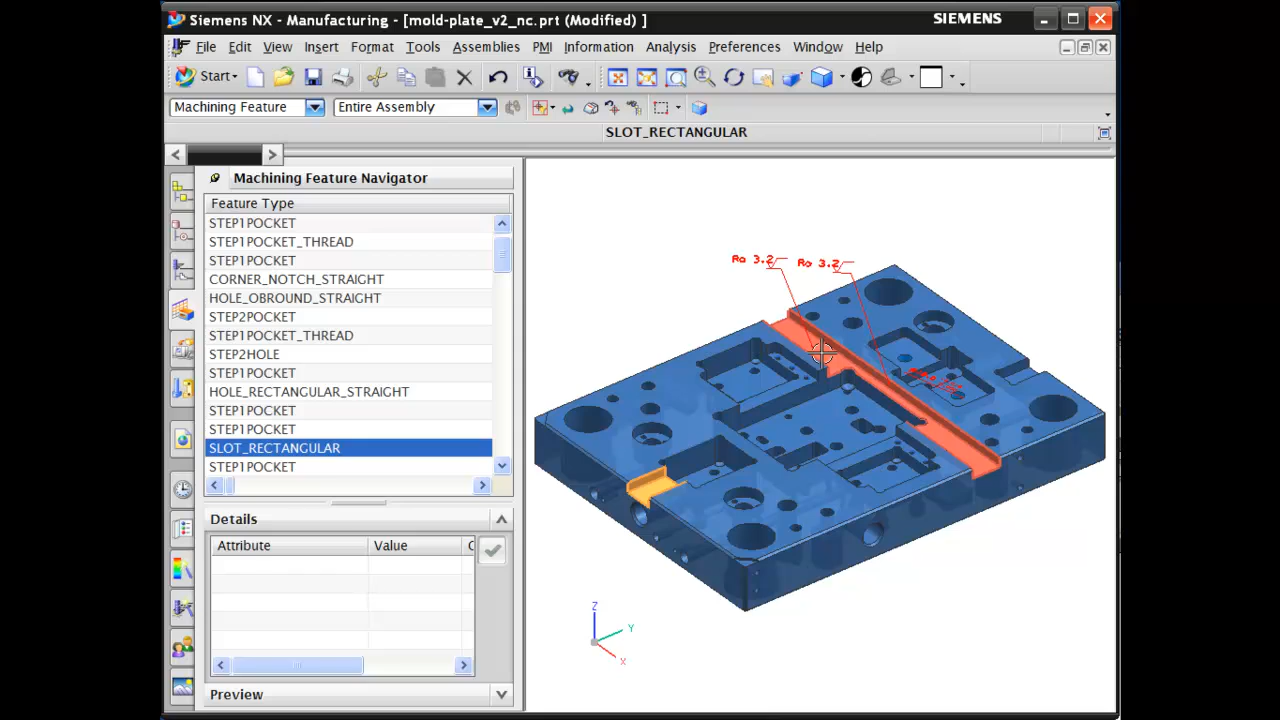 Siemens NX - Manufacturing - [mold-plate_v2_nc.prt (Modified) ]
SIEMENS
File Edit View Insert Format Tools Assemblies PMI Information Analysis Preferences Window Help
Start
Machining Feature
Entire Assembly
SLOT_RECTANGULAR
Machining Feature Navigator
Feature Type
STEP1POCKET
STEP1POCKET_THREAD
STEP1POCKET
CORNER_NOTCH_STRAIGHT
HOLE_OBROUND_STRAIGHT
STEP2POCKET
STEP1POCKET_THREAD
STEP2HOLE
STEP1POCKET
HOLE_RECTANGULAR_STRAIGHT
STEP1POCKET
STEP1POCKET
SLOT_RECTANGULAR
STEP1POCKET
Details
Attribute
Value
C
Preview
Ra 3.2
Ra 3.2
Z
Y
X